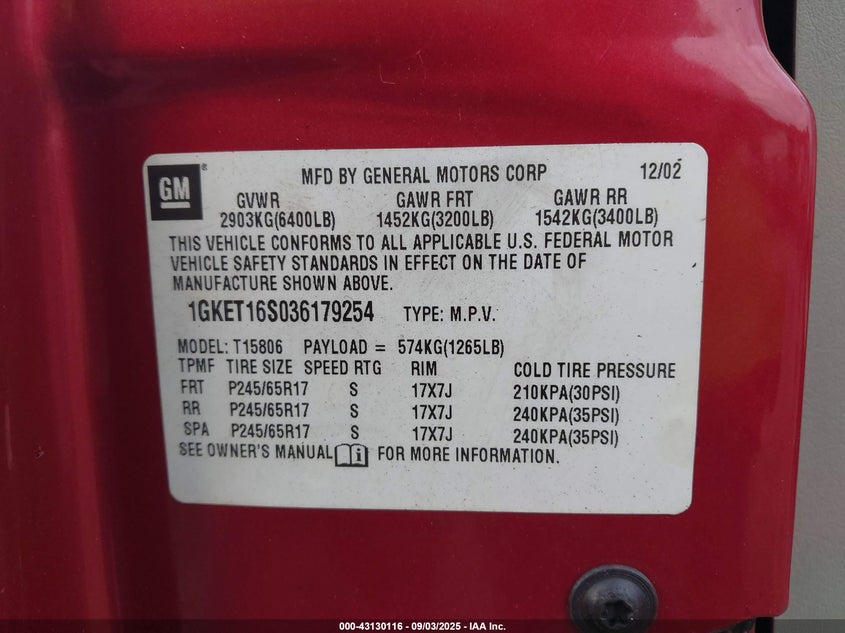 GM
MFD BY GENERAL MOTORS CORP 12/02
GVWR GAWR FRT GAWR RR
2903KG(6400LB) 1452KG(3200LB) 1542KG(3400LB)
THIS VEHICLE CONFORMS TO ALL APPLICABLE U.S. FEDERAL MOTOR
VEHICLE SAFETY STANDARDS IN EFFECT ON THE DATE OF
MANUFACTURE SHOWN ABOVE.
1GKET16S036179254 TYPE: M.P.V.
MODEL: T15806 PAYLOAD = 574KG(1265LB)
TPMF TIRE SIZE SPEED RTG RIM COLD TIRE PRESSURE
FRT P245/65R17 S 17X7J 210KPA(30PSI)
RR P245/65R17 S 17X7J 240KPA(35PSI)
SPA P245/65R17 S 17X7J 240KPA(35PSI)
SEE OWNER'S MANUAL FOR MORE INFORMATION.
000-43130116 - 09/03/2025 - IAA Inc.